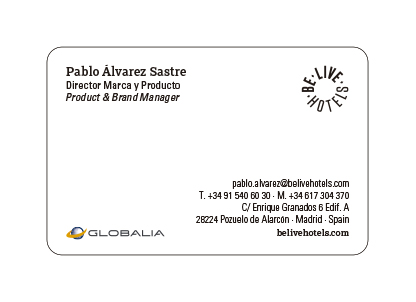 Pablo Álvarez Sastre
Director Marca y Producto
Product & Brand Manager
BE·LIVE·HOTELS·
pablo.alvarez@belivehotels.com
T. +34 91 540 60 30 · M. +34 617 304 370
C/ Enrique Granados 6 Edif. A
28224 Pozuelo de Alarcón · Madrid · Spain
belivehotels.com
GLOBALIA